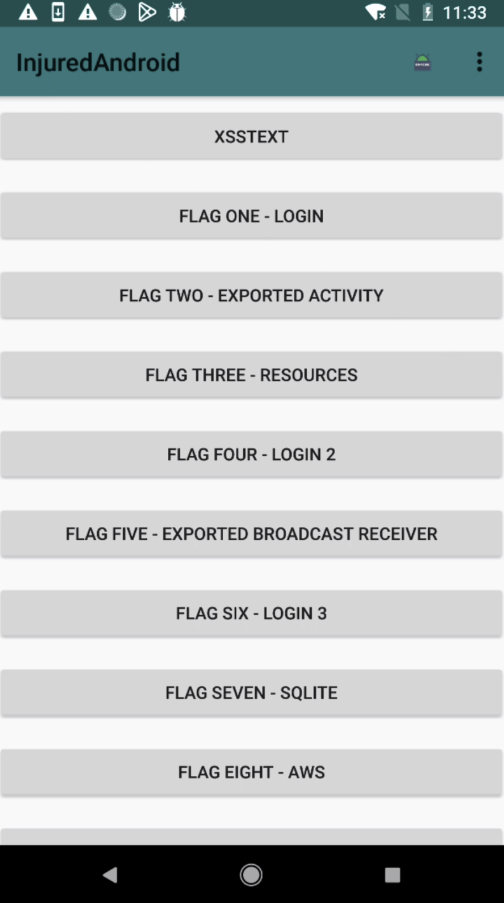 11:33
InjuredAndroid
XSSTEXT
FLAG ONE - LOGIN
FLAG TWO - EXPORTED ACTIVITY
FLAG THREE - RESOURCES
FLAG FOUR - LOGIN 2
FLAG FIVE - EXPORTED BROADCAST RECEIVER
FLAG SIX - LOGIN 3
FLAG SEVEN - SQLITE
FLAG EIGHT - AWS